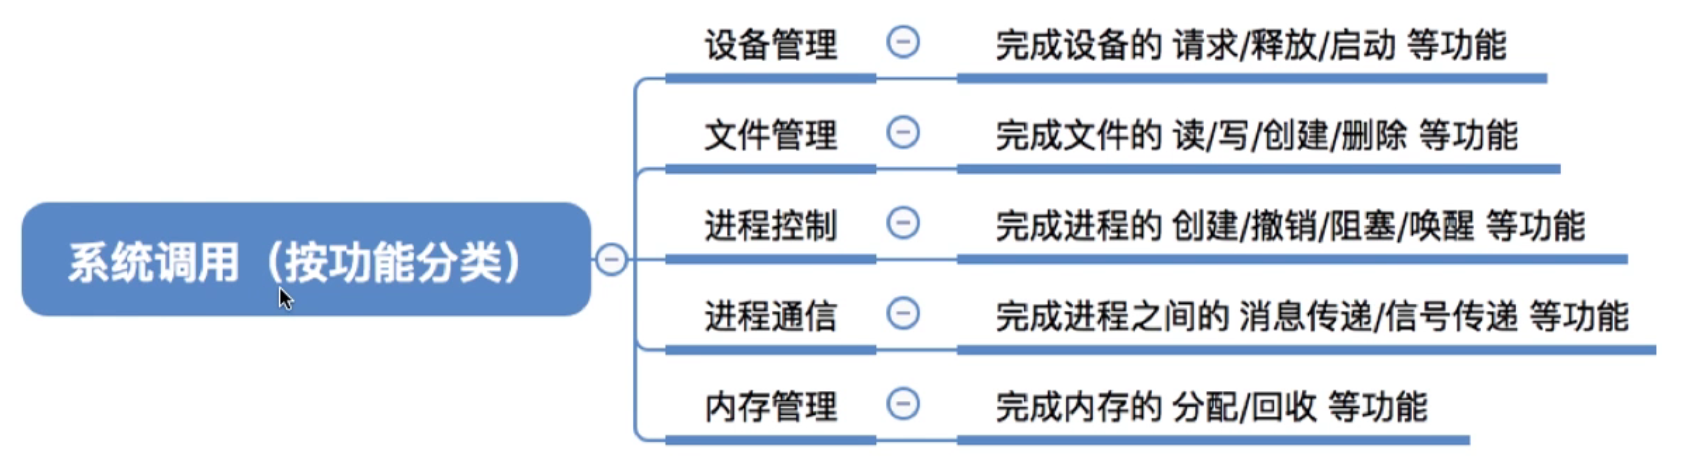 系统调用（按功能分类）
设备管理
完成设备的 请求/释放/启动 等功能
文件管理
完成文件的 读/写/创建/删除 等功能
进程控制
完成进程的 创建/撤销/阻塞/唤醒 等功能
进程通信
完成进程之间的 消息传递/信号传递 等功能
内存管理
完成内存的 分配/回收 等功能